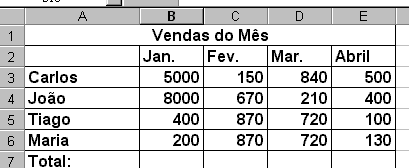 A B C D E
1 Vendas do Mês
2 Jan. Fev. Mar. Abril
3 Carlos 5000 150 840 500
4 João 8000 670 210 400
5 Tiago 400 870 720 100
6 Maria 200 870 720 130
7 Total: